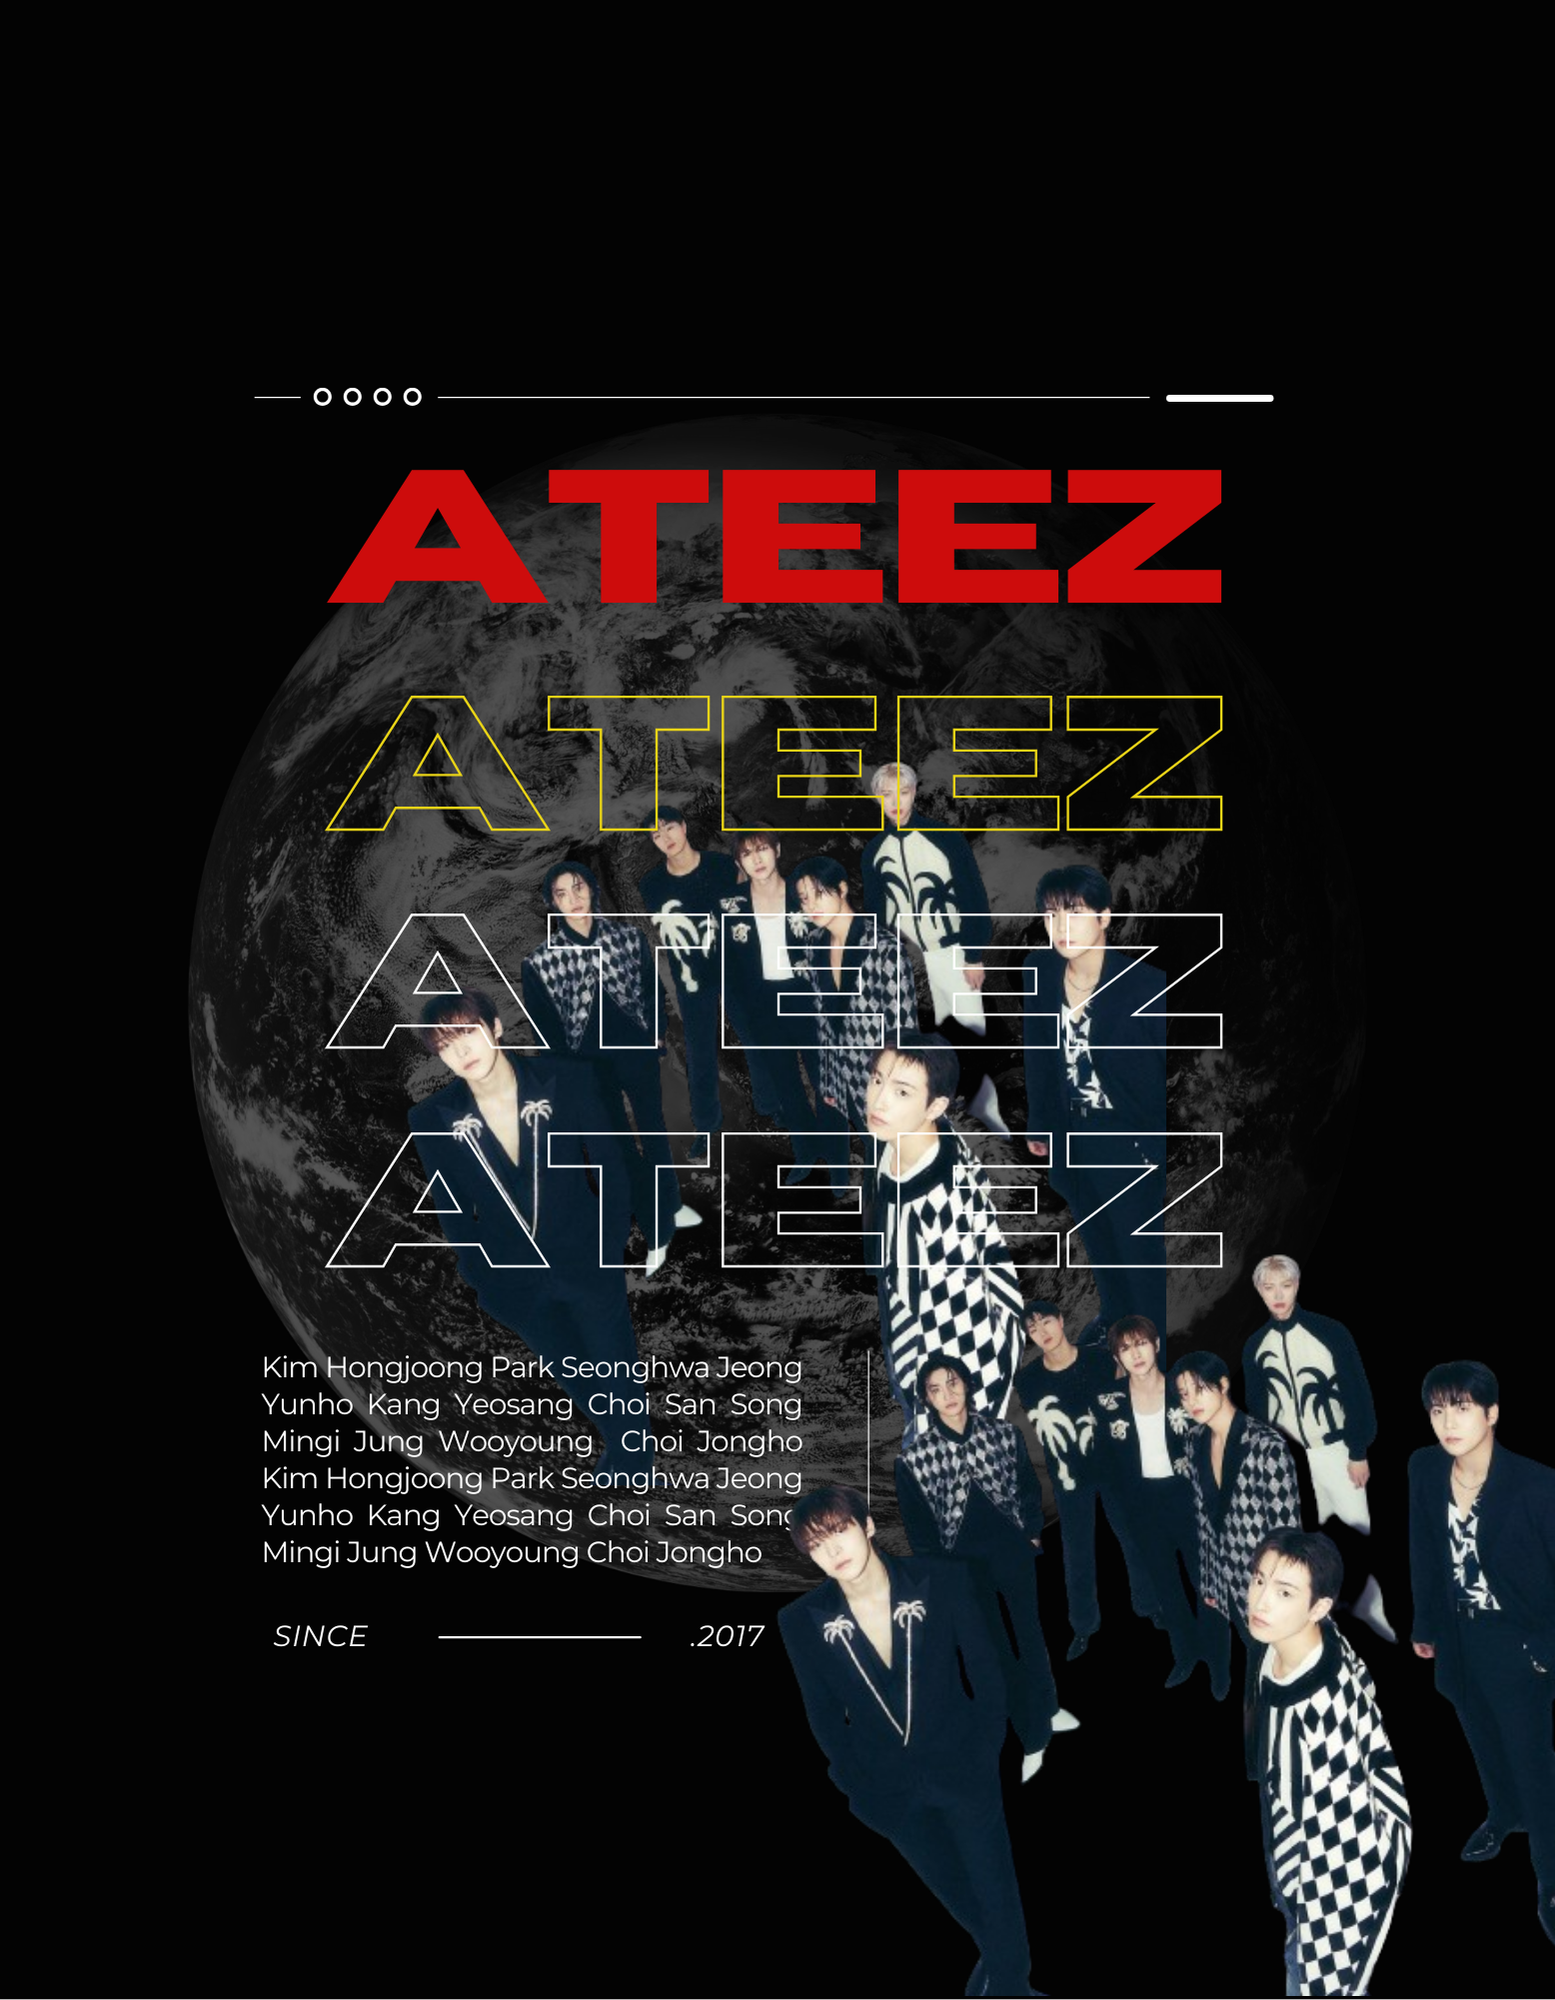 ATEEZ
ATEEZ
ATEEZ
ATEEZ
Kim Hongjoong Park Seonghwa Jeong
Yunho Kang Yeosang Choi San Song
Mingi Jung Wooyoung Choi Jongho
Kim Hongjoong Park Seonghwa Jeong
Yunho Kang Yeosang Choi San Song
Mingi Jung Wooyoung Choi Jongho
SINCE .2017